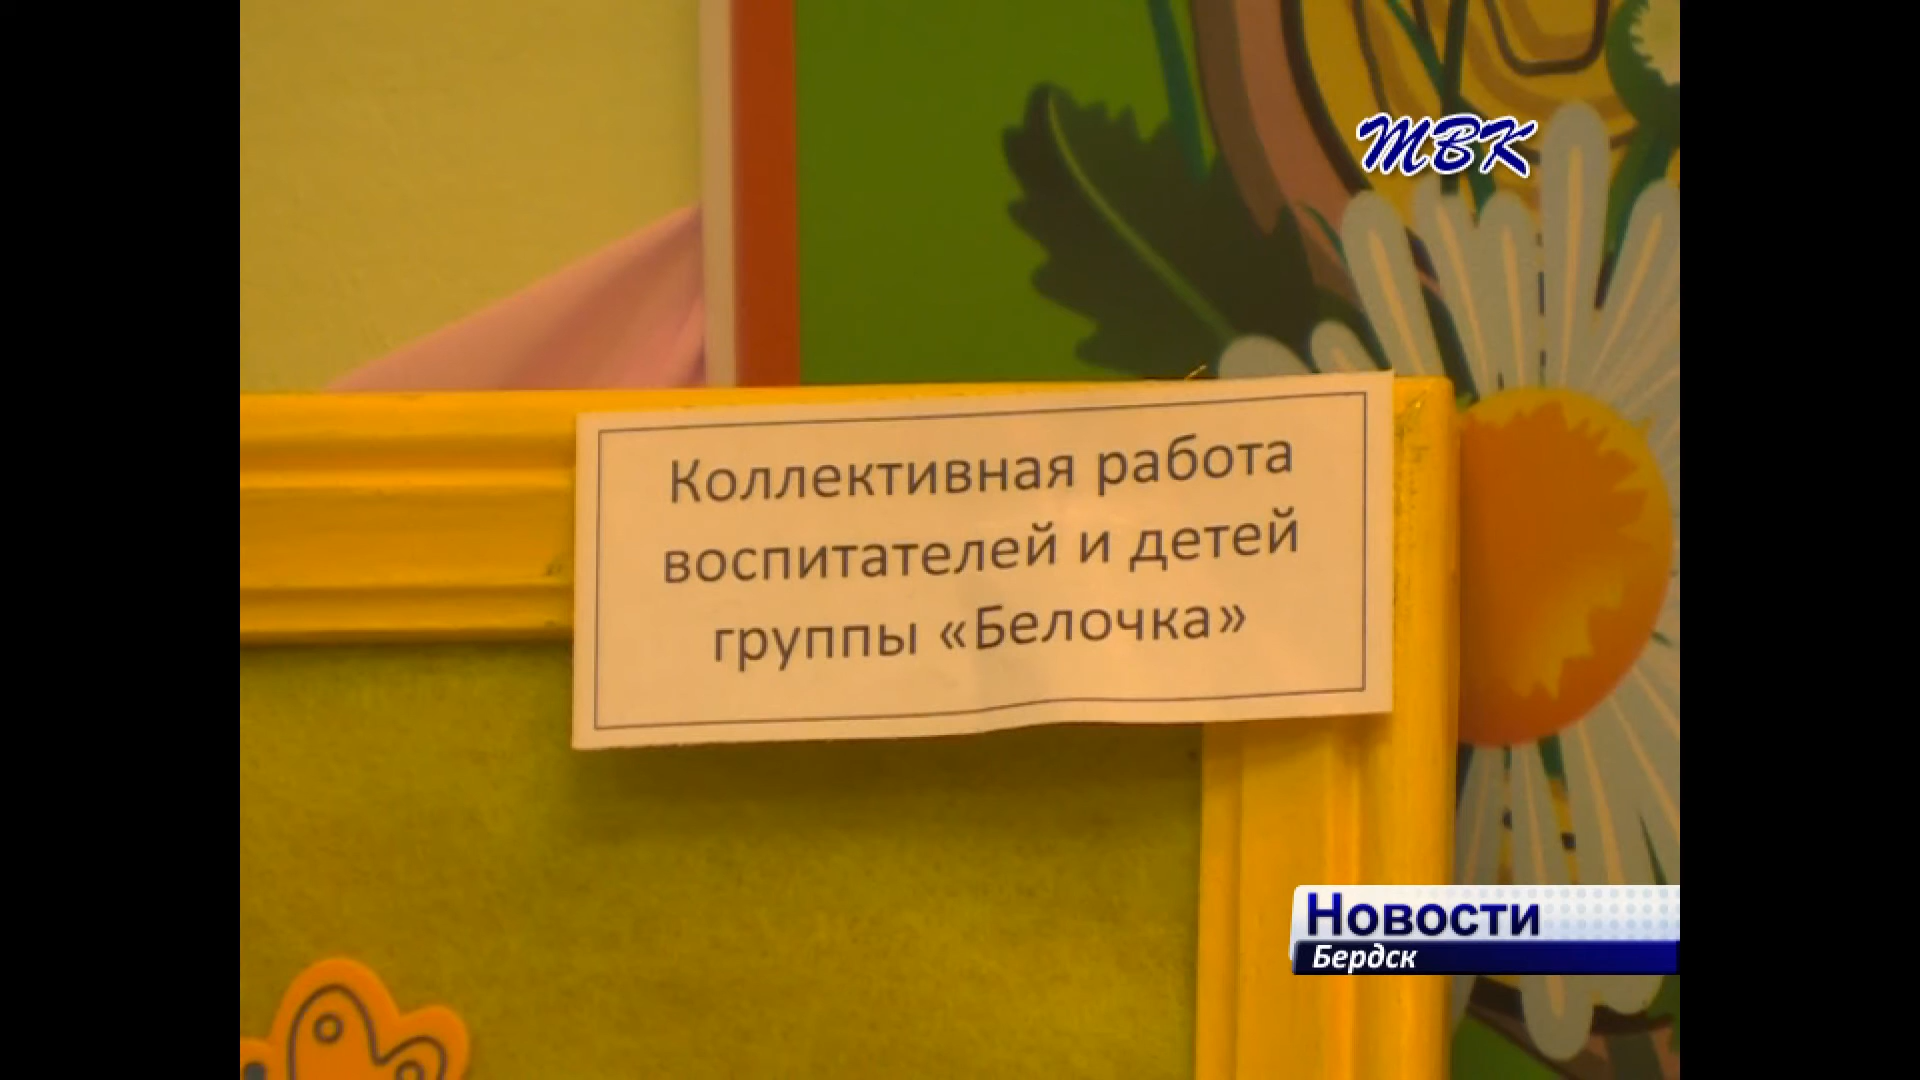 ТВК
Коллективная работа
воспитателей и детей
группы «Белочка»
Новости
Бердск